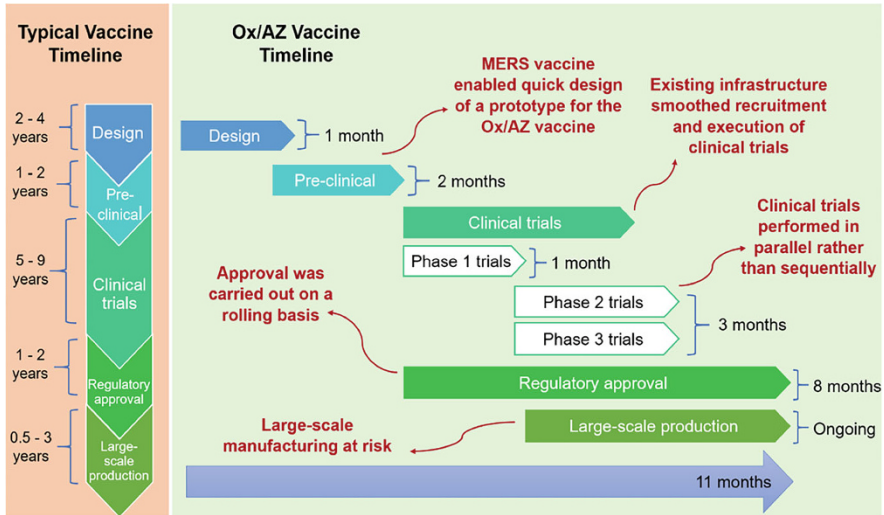 Typical Vaccine
Timeline
2 - 4
years
Design
1 - 2
years
Pre-
clinical
5 - 9
years
Clinical
trials
1 - 2
years
Regulatory
approval
0.5 - 3
years
Large-
scale
production
Ox/AZ Vaccine
Timeline
MERS vaccine
enabled quick design
of a prototype for the
Ox/AZ vaccine
Existing infrastructure
smoothed recruitment
and execution of
clinical trials
Design
1 month
Pre-clinical
2 months
Clinical trials
Clinical trials
performed in
parallel rather
than sequentially
Phase 1 trials
1 month
Approval was
carried out on a
rolling basis
Phase 2 trials
Phase 3 trials
3 months
Regulatory approval
8 months
Large-scale
manufacturing at risk
Large-scale production
Ongoing
11 months